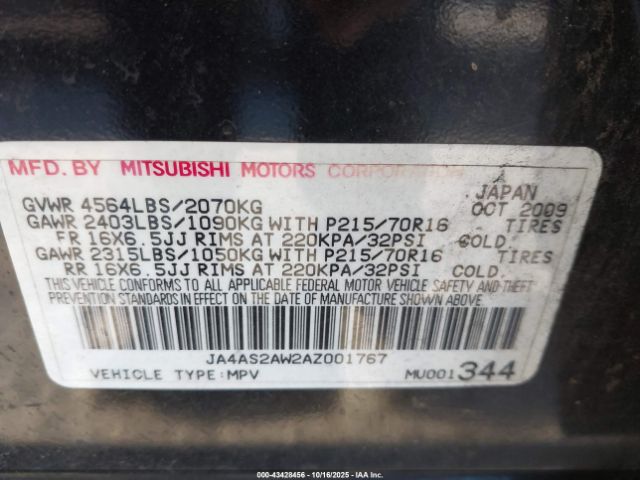 MFD. BY MITSUBISHI MOTORS CORPORATION
JAPAN
GVWR 4564LBS/2070KG OCT 2009
GAWR 2403LBS/1090KG WITH P215/70R16 TIRES
FR 16X6.5JJ RIMS AT 220KPA/32PSI COLD.
GAWR 2315LBS/1050KG WITH P215/70R16 TIRES
RR 16X6.5JJ RIMS AT 220KPA/32PSI COLD.
THIS VEHICLE CONFORMS TO ALL APPLICABLE FEDERAL MOTOR VEHICLE SAFETY AND THEFT
PREVENTION STANDARDS IN EFFECT ON THE DATE OF MANUFACTURE SHOWN ABOVE.
JA4AS2AW2AZ001767
VEHICLE TYPE:MPV MU001344
000-43428456 - 10/16/2025 - IAAI, Inc.